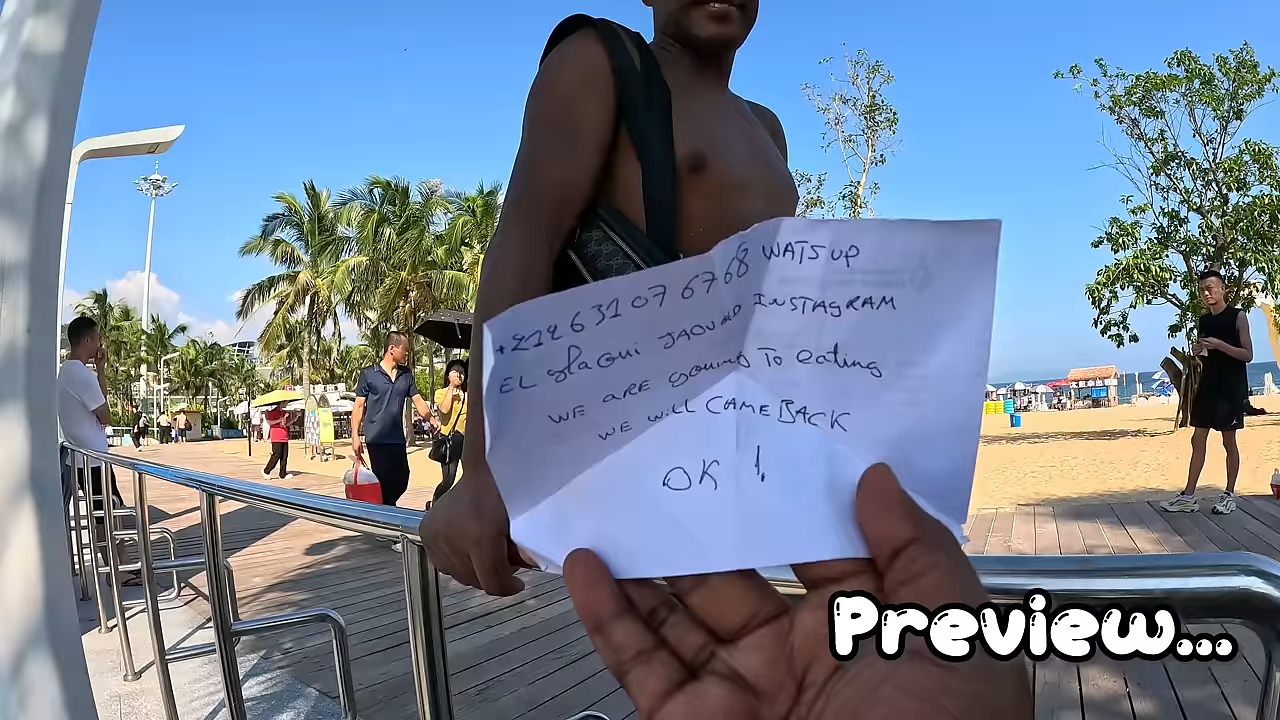 +212 631 07 67 68 WATSUP
EL glaoui JAOUAD INSTAGRAM
WE ARE going To eating
WE will CAME BACK
OK !
Preview...